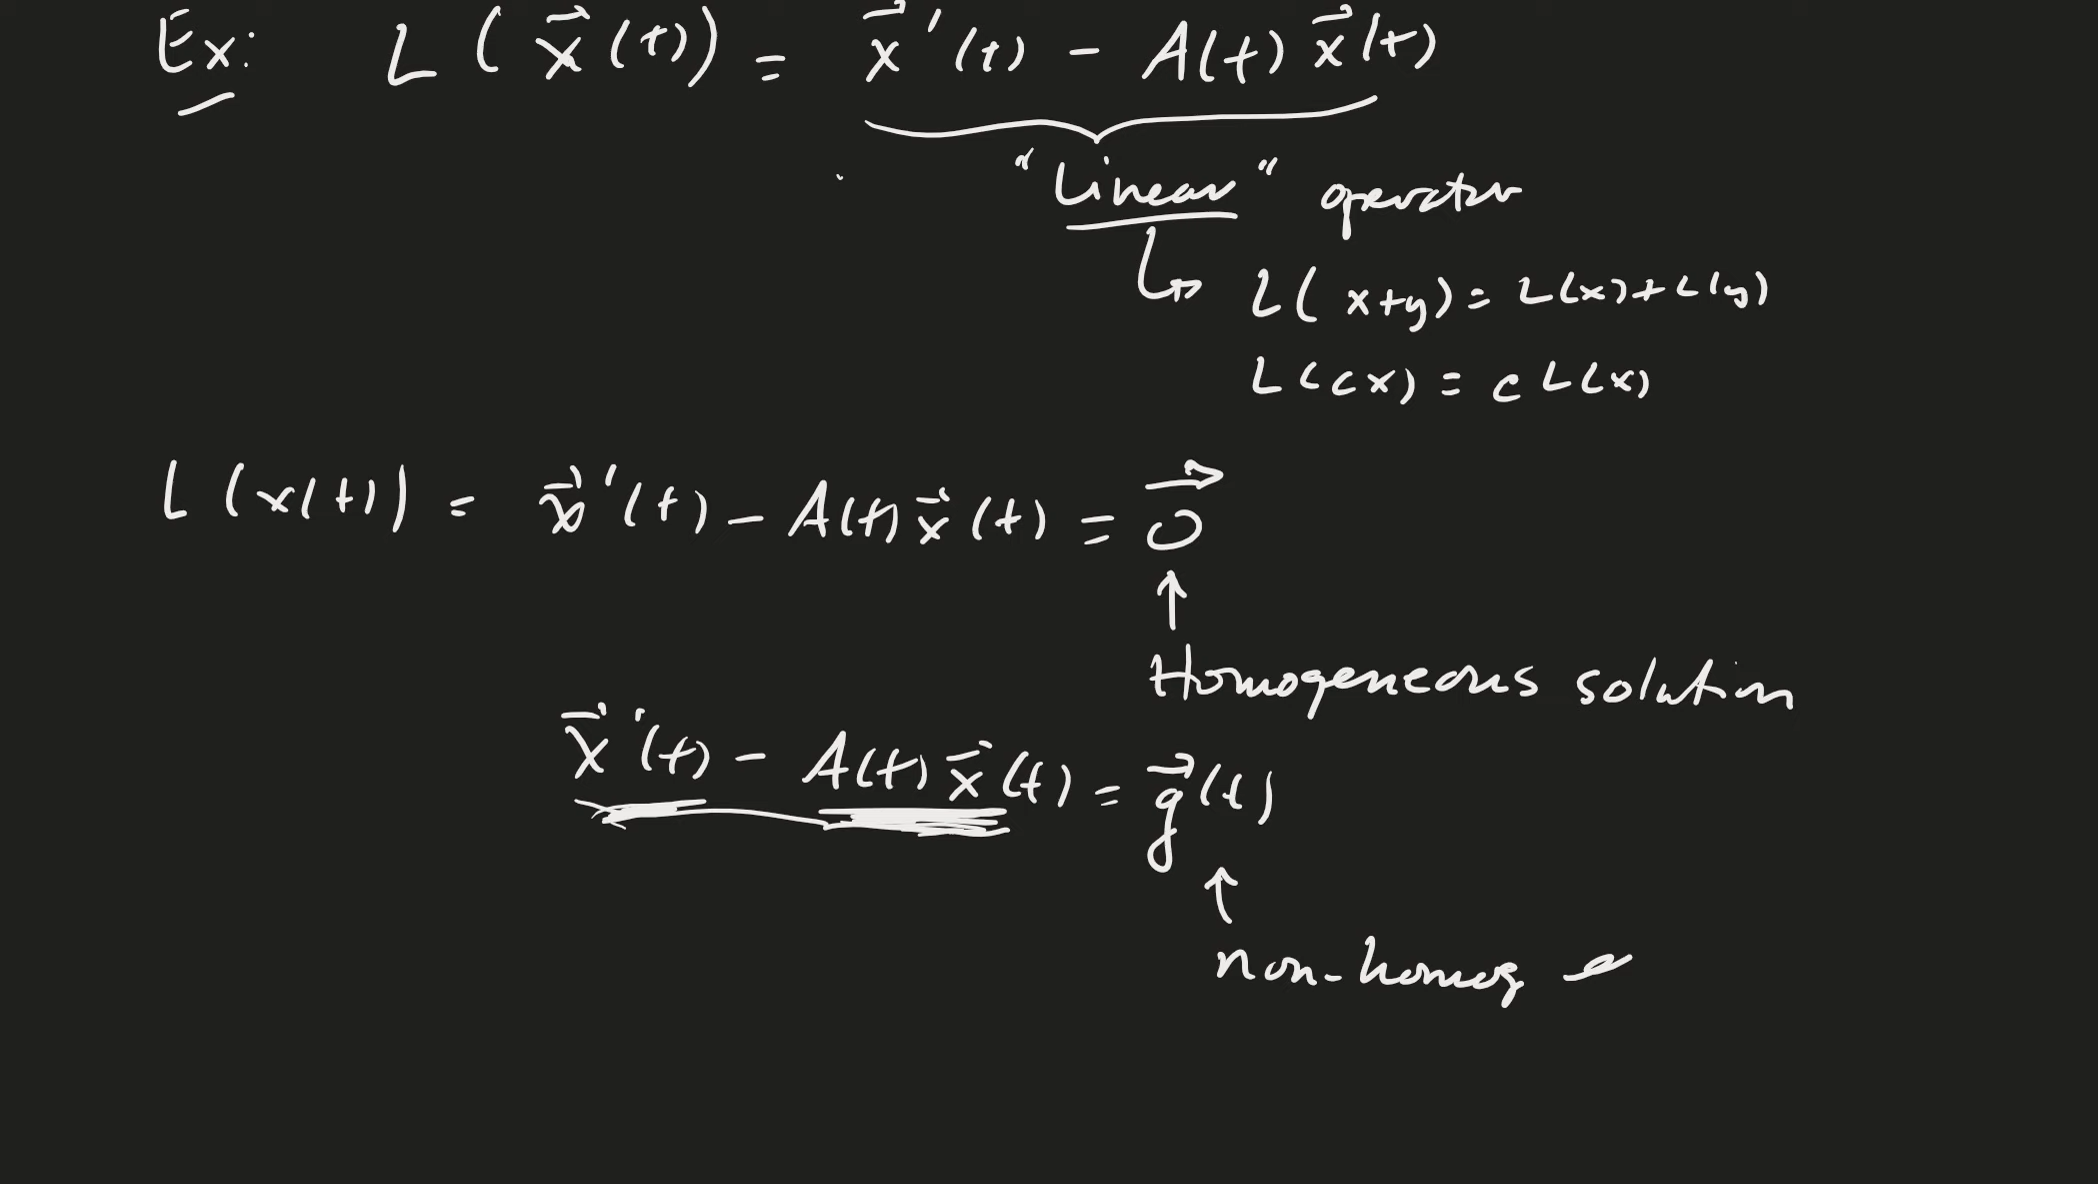 Ex: L(x⃗(t)) = x⃗'(t) - A(t)x⃗(t)
"Linear" operator
↳ L(x+y) = L(x)+L(y)
L(cx) = cL(x)
L(x(t)) = x⃗'(t) - A(t)x⃗(t) = 0⃗
↑
Homogeneous solution
x⃗'(t) - A(t)x⃗(t) = g⃗(t)
↑
non-homog